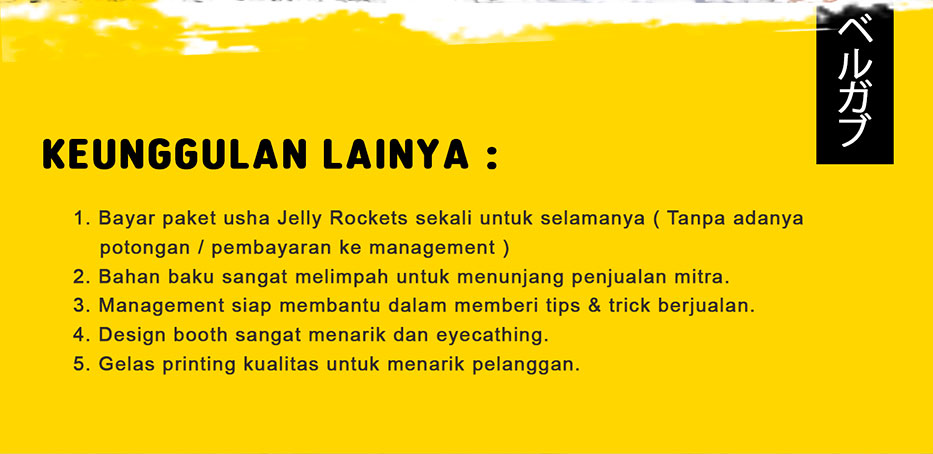 ベルガブ
KEUNGGULAN LAINYA :
1. Bayar paket usha Jelly Rockets sekali untuk selamanya ( Tanpa adanya
potongan / pembayaran ke management )
2. Bahan baku sangat melimpah untuk menunjang penjualan mitra.
3. Management siap membantu dalam memberi tips & trick berjualan.
4. Design booth sangat menarik dan eyecathing.
5. Gelas printing kualitas untuk menarik pelanggan.